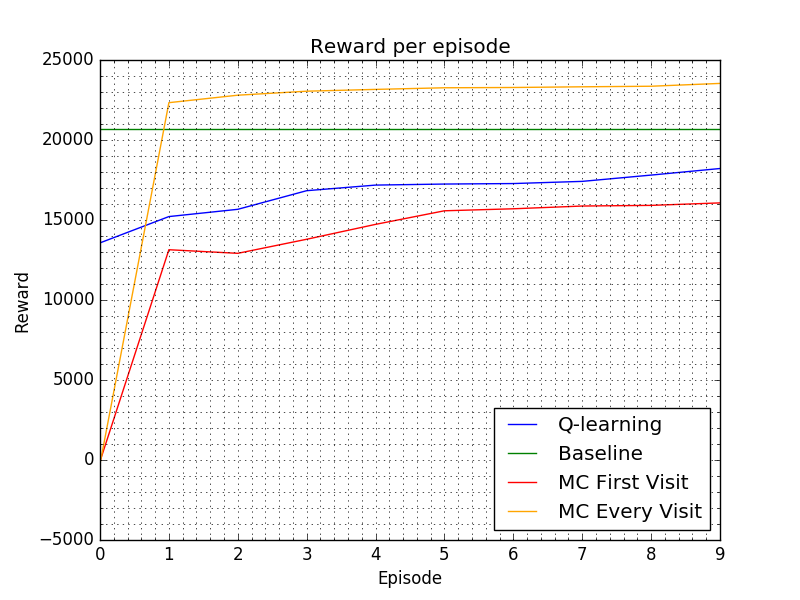 Reward per episode
25000
20000
15000
10000
5000
0
−5000
Reward
0 1 2 3 4 5 6 7 8 9
Episode
Q-learning
Baseline
MC First Visit
MC Every Visit